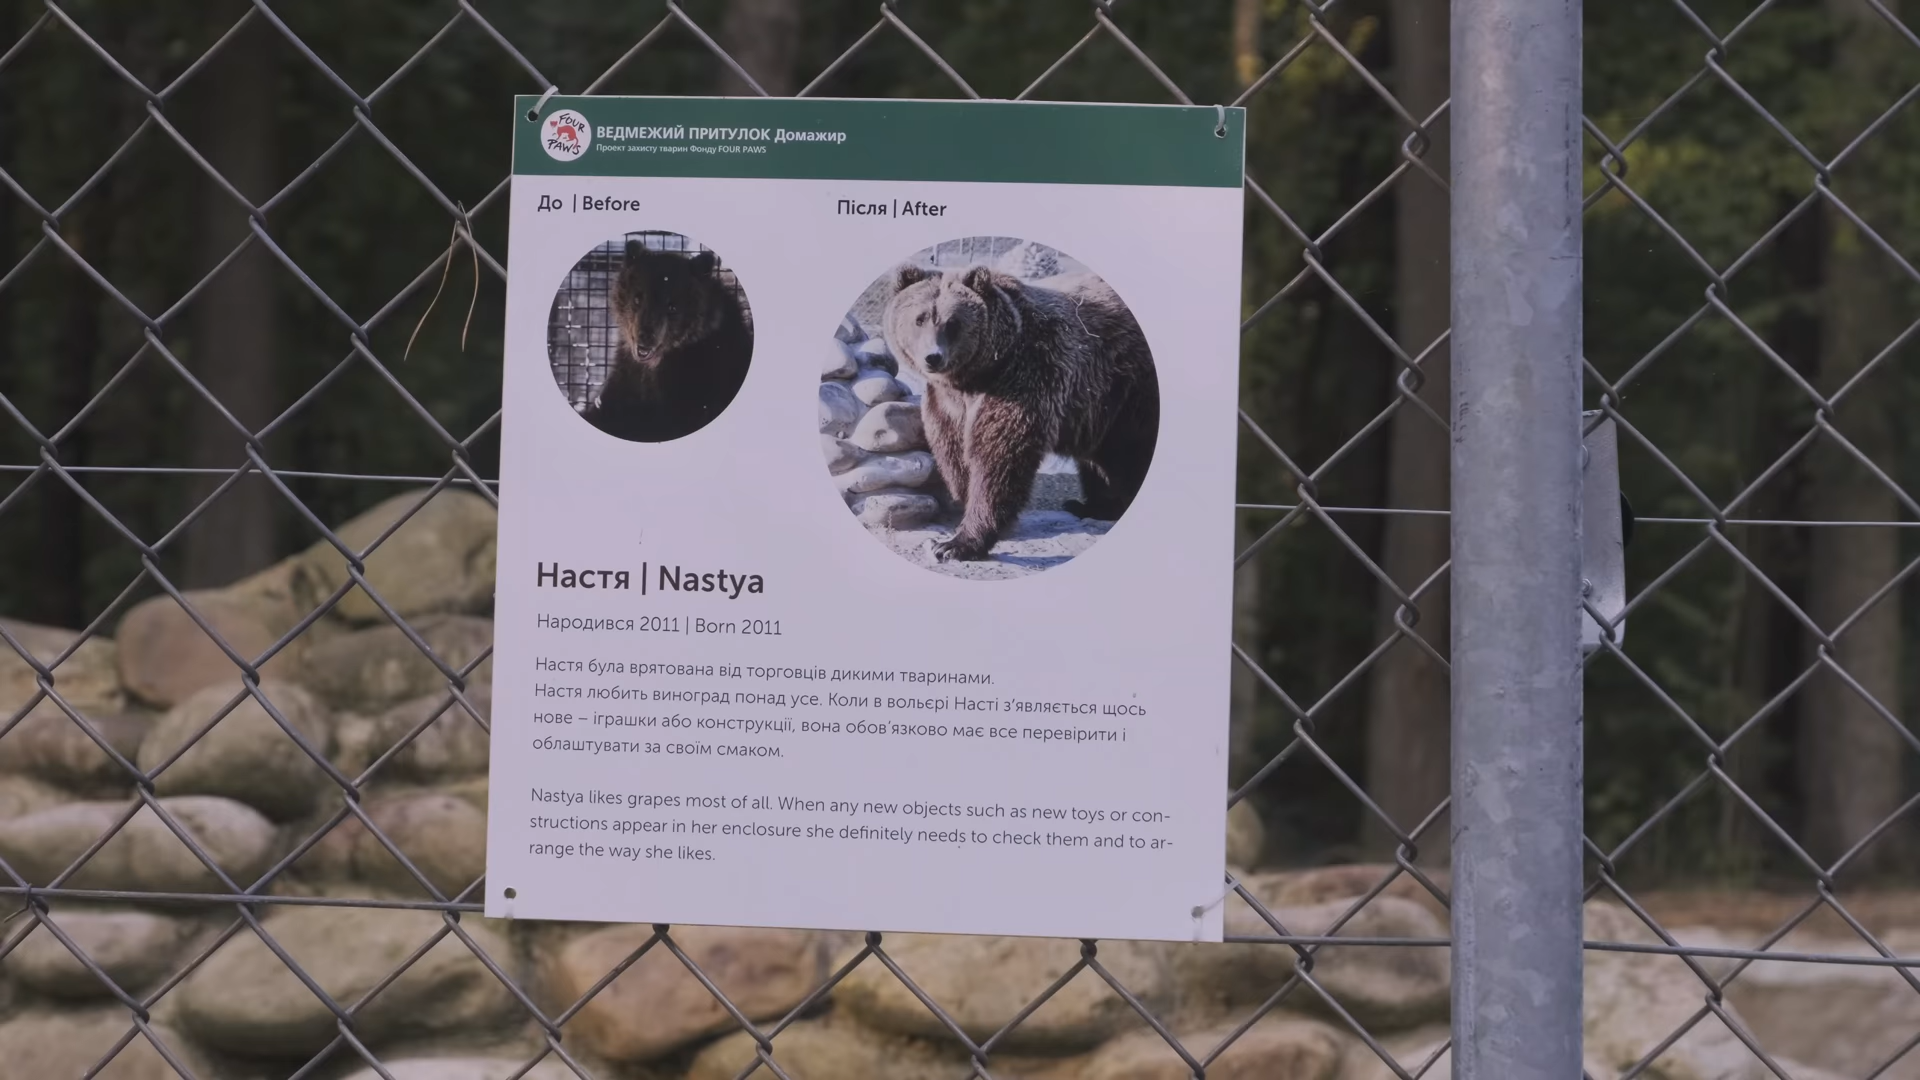 FOUR
PAWS
ВЕДМЕЖИЙ ПРИТУЛОК Домажир
Проект захисту тварин Фонду FOUR PAWS
До | Before
Після | After
Настя | Nastya
Народився 2011 | Born 2011
Настя була врятована від торговців дикими тваринами.
Настя любить виноград понад усе. Коли в вольєрі Насті з’являється щось
нове – іграшки або конструкції, вона обов’язково має все перевірити і
облаштувати за своїм смаком.
Nastya likes grapes most of all. When any new objects such as new toys or con-
structions appear in her enclosure she definitely needs to check them and to ar-
range the way she likes.